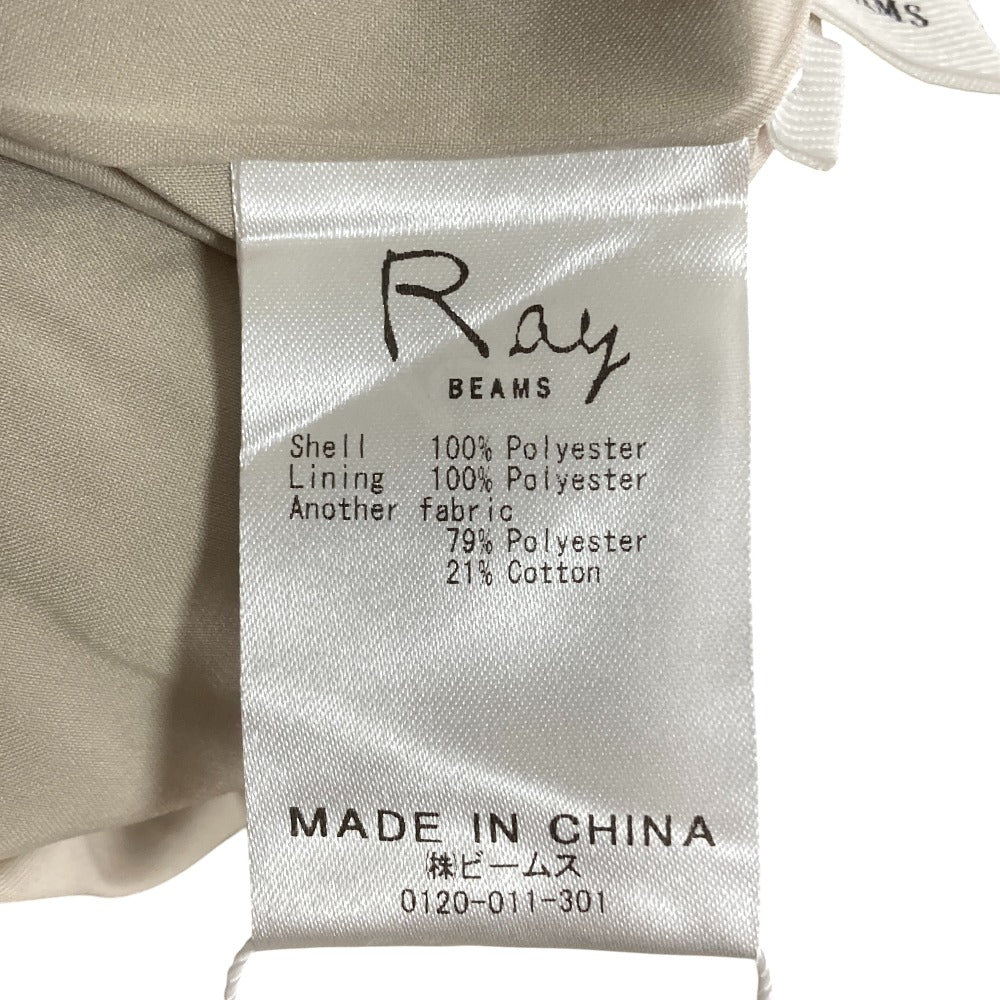 Ray
BEAMS
Shell 100% Polyester
Lining 100% Polyester
Another fabric
79% Polyester
21% Cotton
MADE IN CHINA
㈱ビームス
0120-011-301